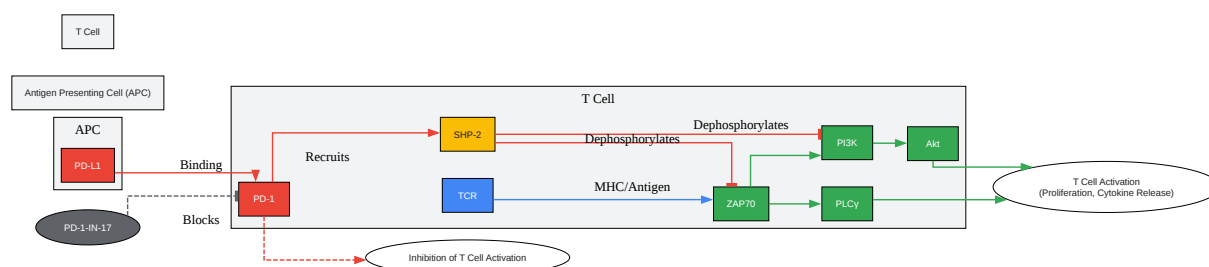 T Cell
Antigen Presenting Cell (APC)
APC
PD-L1
Binding
PD-1-IN-17
Blocks
T Cell
PD-1
Recruits
SHP-2
Dephosphorylates
Dephosphorylates
TCR
MHC/Antigen
ZAP70
PI3K
Akt
PLCγ
T Cell Activation
(Proliferation, Cytokine Release)
Inhibition of T Cell Activation